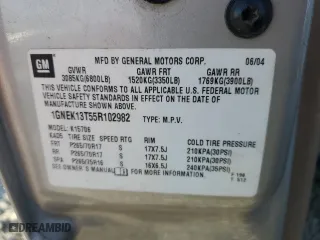 GM
MFD BY GENERAL MOTORS CORP. 06/04
GVWR GAWR FRT GAWR RR
3085KG(6800LB) 1520KG(3350LB) 1769KG(3900LB)
THIS VEHICLE CONFORMS TO ALL APPLICABLE U.S. FEDERAL MOTOR
VEHICLE SAFETY STANDARDS IN EFFECT ON THE DATE OF
MANUFACTURE SHOWN ABOVE.
1GNEK13T55R102982 TYPE: M.P.V.
MODEL: K15706
TIRE SIZE SPEED RTG RIM COLD TIRE PRESSURE
FRT P265/70R17 S 17X7.5J 210KPA(30PSI)
RR P265/70R17 S 17X7.5J 210KPA(30PSI)
SPA S 240KPA(35PSI)